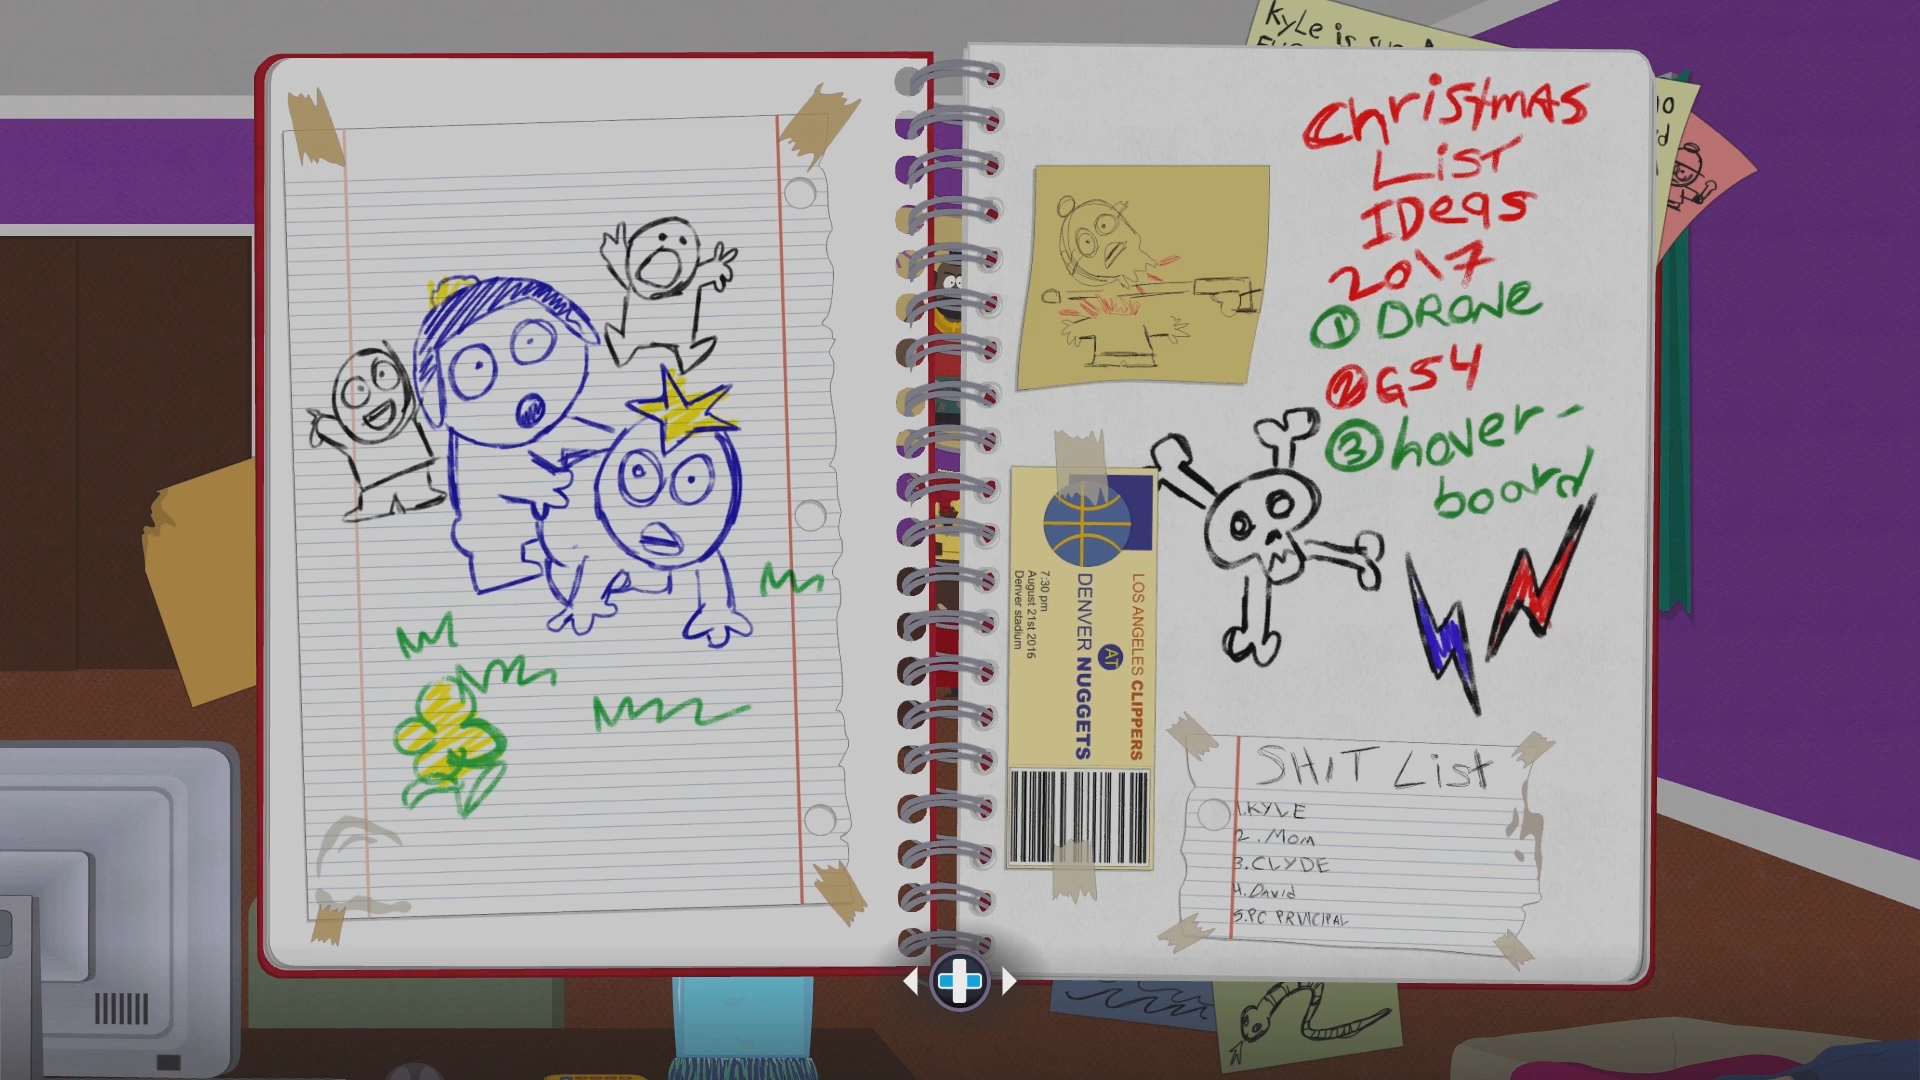 Kyle is
Christmas
List
IDeas
2017
① DRONE
② GS4
③ hover-
board
LOS ANGELES CLIPPERS
AT
DENVER NUGGETS
7:30 pm
August 21st 2016
Denver stadium
SHIT List
1. KYLE
2. Mom
3. CLYDE
4. David
5. PC PRVICIPAL